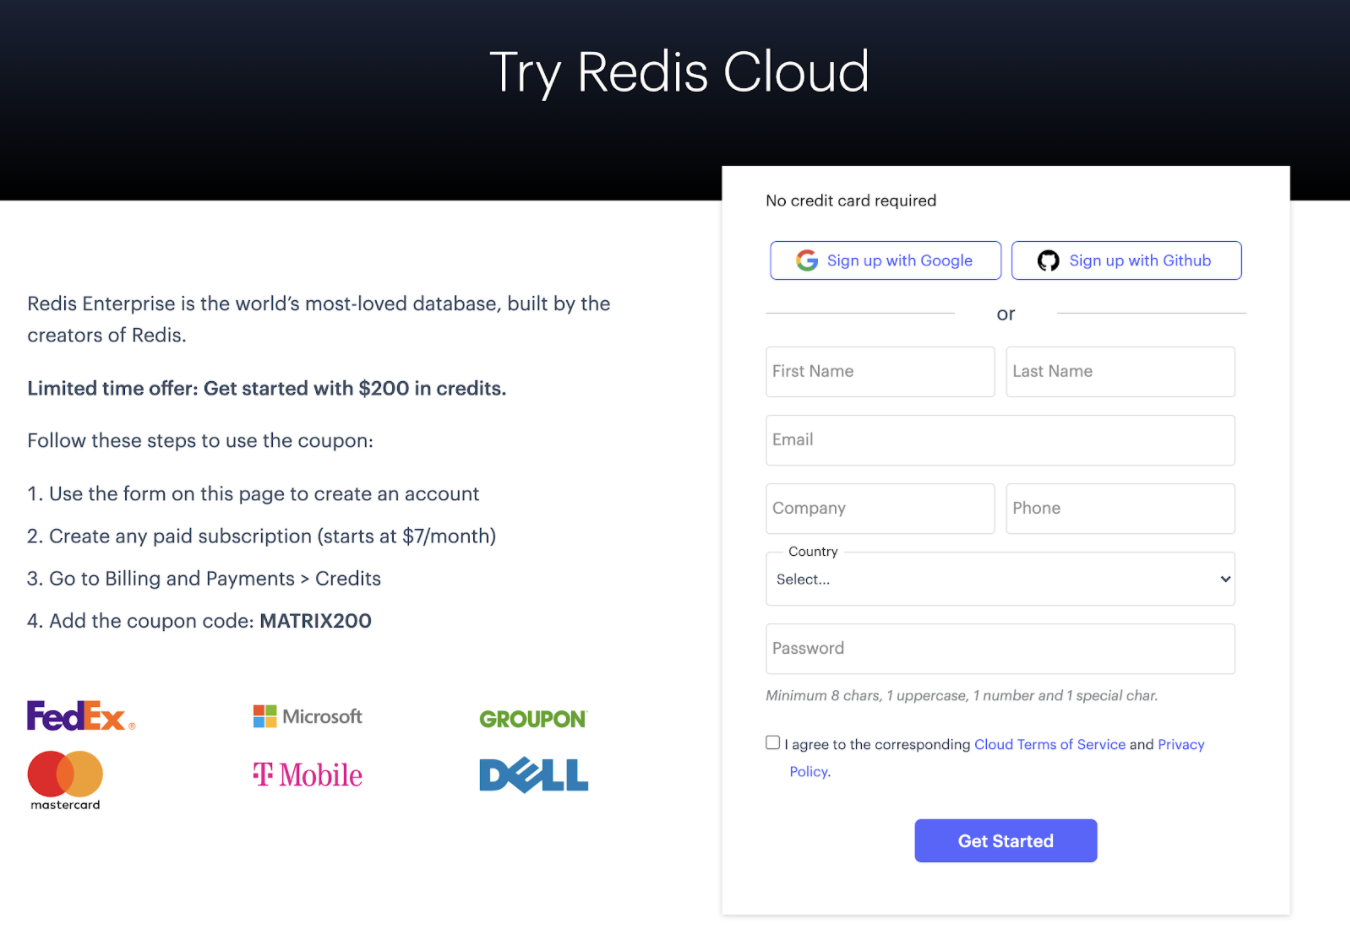 Try Redis Cloud
Redis Enterprise is the world’s most-loved database, built by the
creators of Redis.
Limited time offer: Get started with $200 in credits.
Follow these steps to use the coupon:
1. Use the form on this page to create an account
2. Create any paid subscription (starts at $7/month)
3. Go to Billing and Payments > Credits
4. Add the coupon code: MATRIX200
FedEx®
Microsoft
GROUPON
mastercard
T Mobile
DELL
No credit card required
Sign up with Google
Sign up with Github
or
First Name
Last Name
Email
Company
Phone
Country
Select...
Password
Minimum 8 chars, 1 uppercase, 1 number and 1 special char.
I agree to the corresponding Cloud Terms of Service and Privacy
Policy.
Get Started